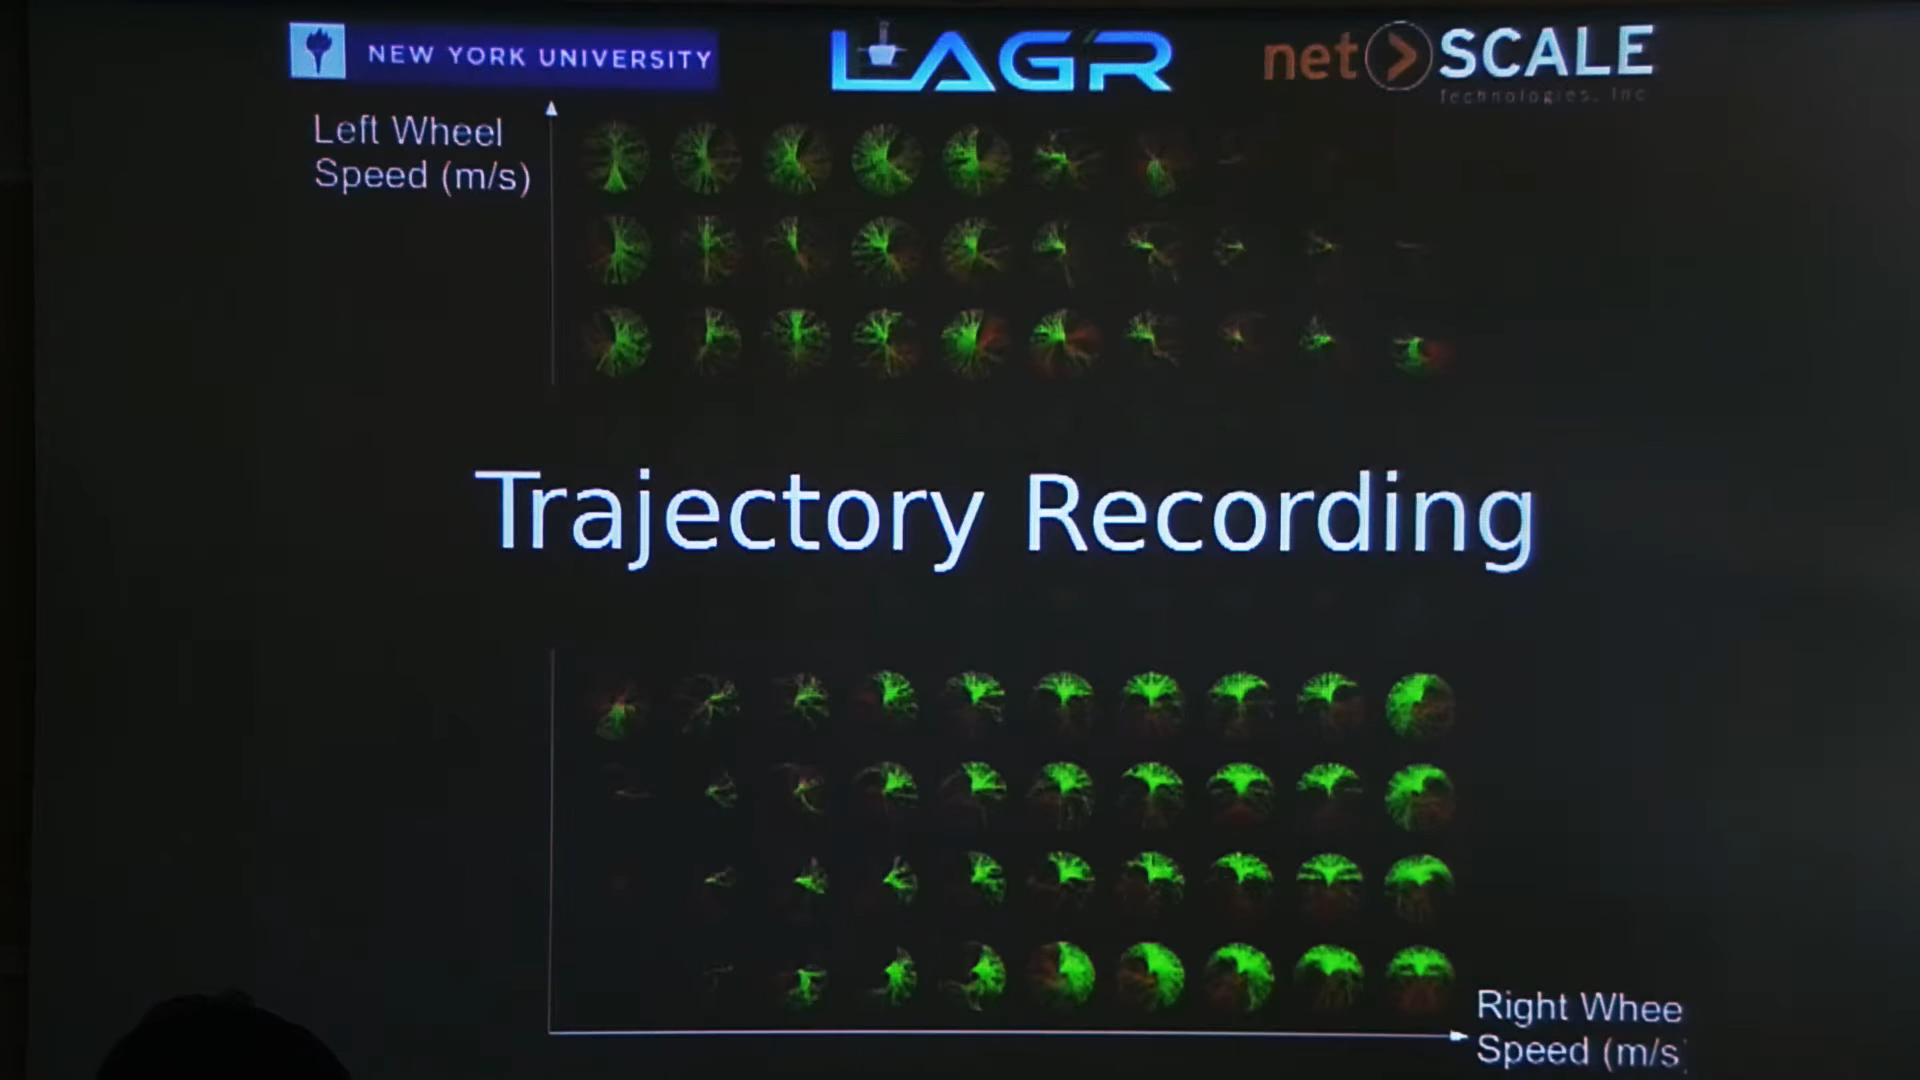 NEW YORK UNIVERSITY
LAGR
net SCALE
Technologies, Inc
Left Wheel
Speed (m/s)
Trajectory Recording
Right Whee
Speed (m/s